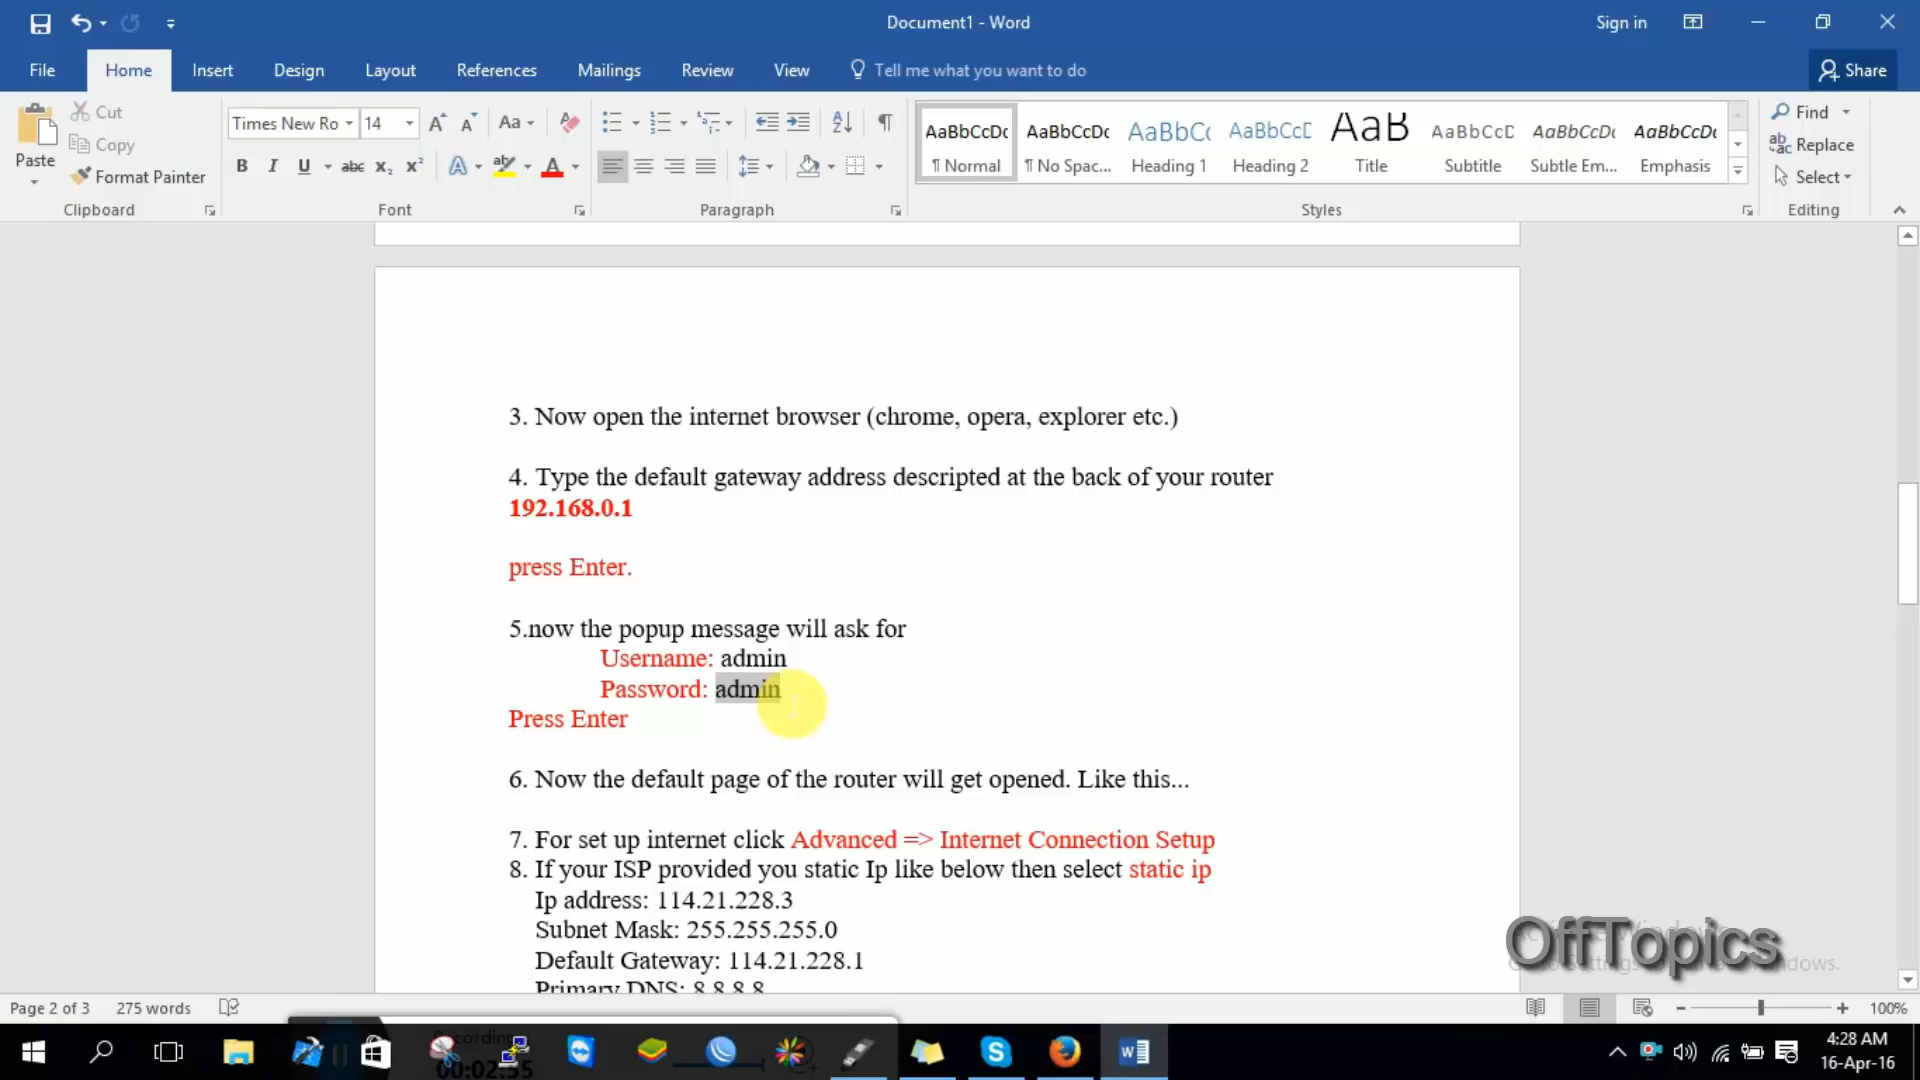 Document1 - Word
Sign in
File Home Insert Design Layout References Mailings Review View Tell me what you want to do Share
Paste
Cut
Copy
Format Painter
Clipboard
Times New Ro 14
Font
Paragraph
AaBbCcDc AaBbCcDc AaBbCc AaBbCcD AaB AaBbCcD AaBbCcDc AaBbCcDc
¶ Normal ¶ No Spac... Heading 1 Heading 2 Title Subtitle Subtle Em... Emphasis
Styles
Find
Replace
Select
Editing
3. Now open the internet browser (chrome, opera, explorer etc.)
4. Type the default gateway address descripted at the back of your router
192.168.0.1
press Enter.
5.now the popup message will ask for
Username: admin
Password: admin
Press Enter
6. Now the default page of the router will get opened. Like this...
7. For set up internet click Advanced => Internet Connection Setup
8. If your ISP provided you static Ip like below then select static ip
Ip address: 114.21.228.3
Subnet Mask: 255.255.255.0
Default Gateway: 114.21.228.1
Primary DNS: 8.8.8.8
OffTopics
Page 2 of 3 275 words
100%
00:02:55
4:28 AM
16-Apr-16